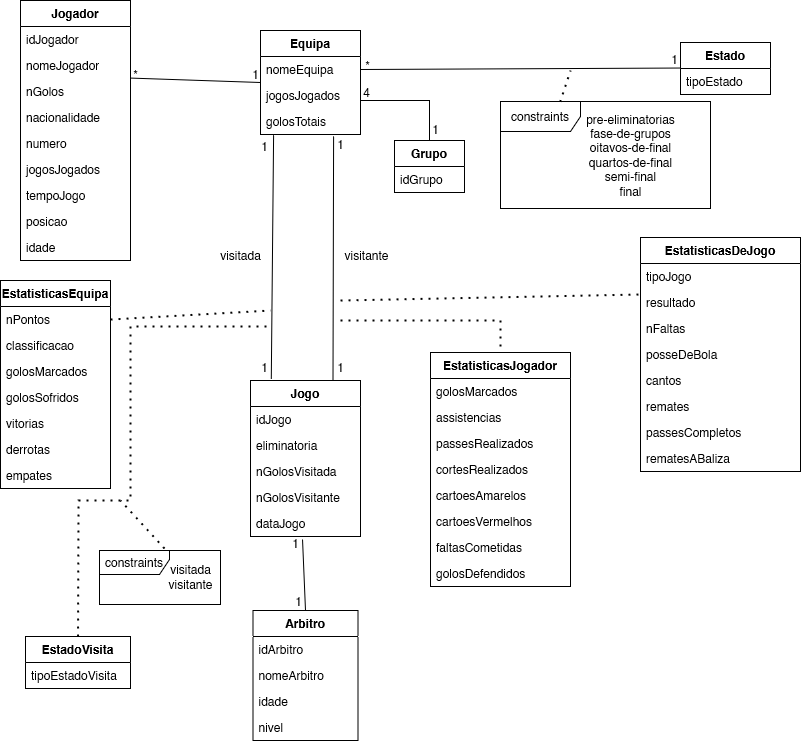 Jogador
idJogador
nomeJogador
nGolos
nacionalidade
numero
jogosJogados
tempoJogo
posicao
idade
*
1
Equipa
nomeEquipa
jogosJogados
golosTotais
*
1
Estado
tipoEstado
constraints
pre-eliminatorias
fase-de-grupos
oitavos-de-final
quartos-de-final
semi-final
final
4
1
Grupo
idGrupo
1
1
visitada
visitante
1
1
EstatisticasEquipa
nPontos
classificacao
golosMarcados
golosSofridos
vitorias
derrotas
empates
EstatisticasDeJogo
tipoJogo
resultado
nFaltas
posseDeBola
cantos
remates
passesCompletos
rematesABaliza
EstatisticasJogador
golosMarcados
assistencias
passesRealizados
cortesRealizados
cartoesAmarelos
cartoesVermelhos
faltasCometidas
golosDefendidos
Jogo
idJogo
eliminatoria
nGolosVisitada
nGolosVisitante
dataJogo
1
1
constraints
visitada
visitante
EstadoVisita
tipoEstadoVisita
Arbitro
idArbitro
nomeArbitro
idade
nivel